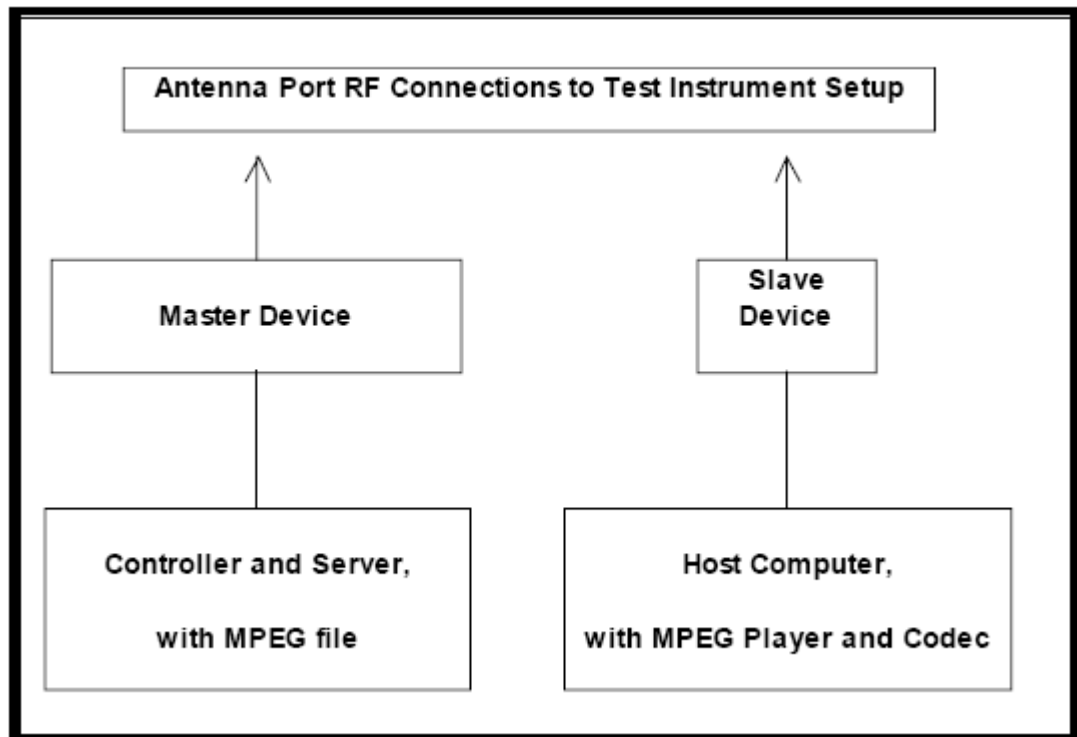 Antenna Port RF Connections to Test Instrument Setup
Master Device
Slave
Device
Controller and Server,
with MPEG file
Host Computer,
with MPEG Player and Codec